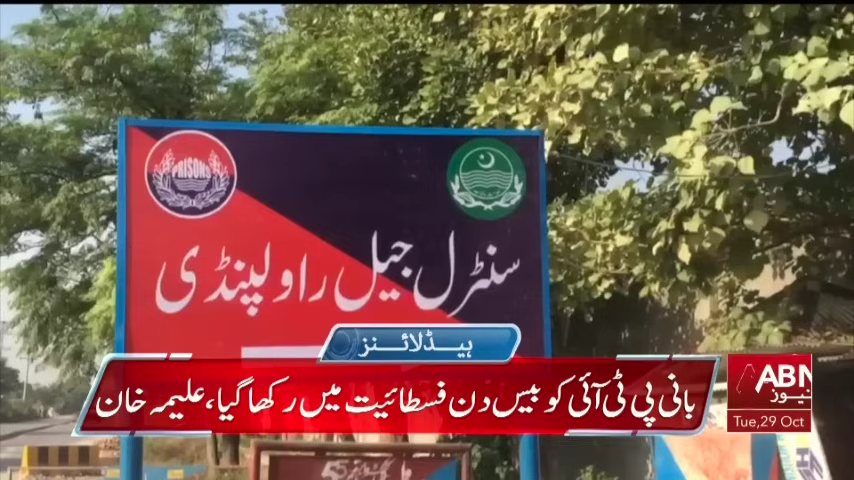 PRISONS
سنٹرل جیل راولپنڈی
ہیڈلائنز
بانی پی ٹی آئی کو بیس دن فسطائیت میں رکھا گیا، علیمہ خان
ABN
نیوز
Tue,29 Oct